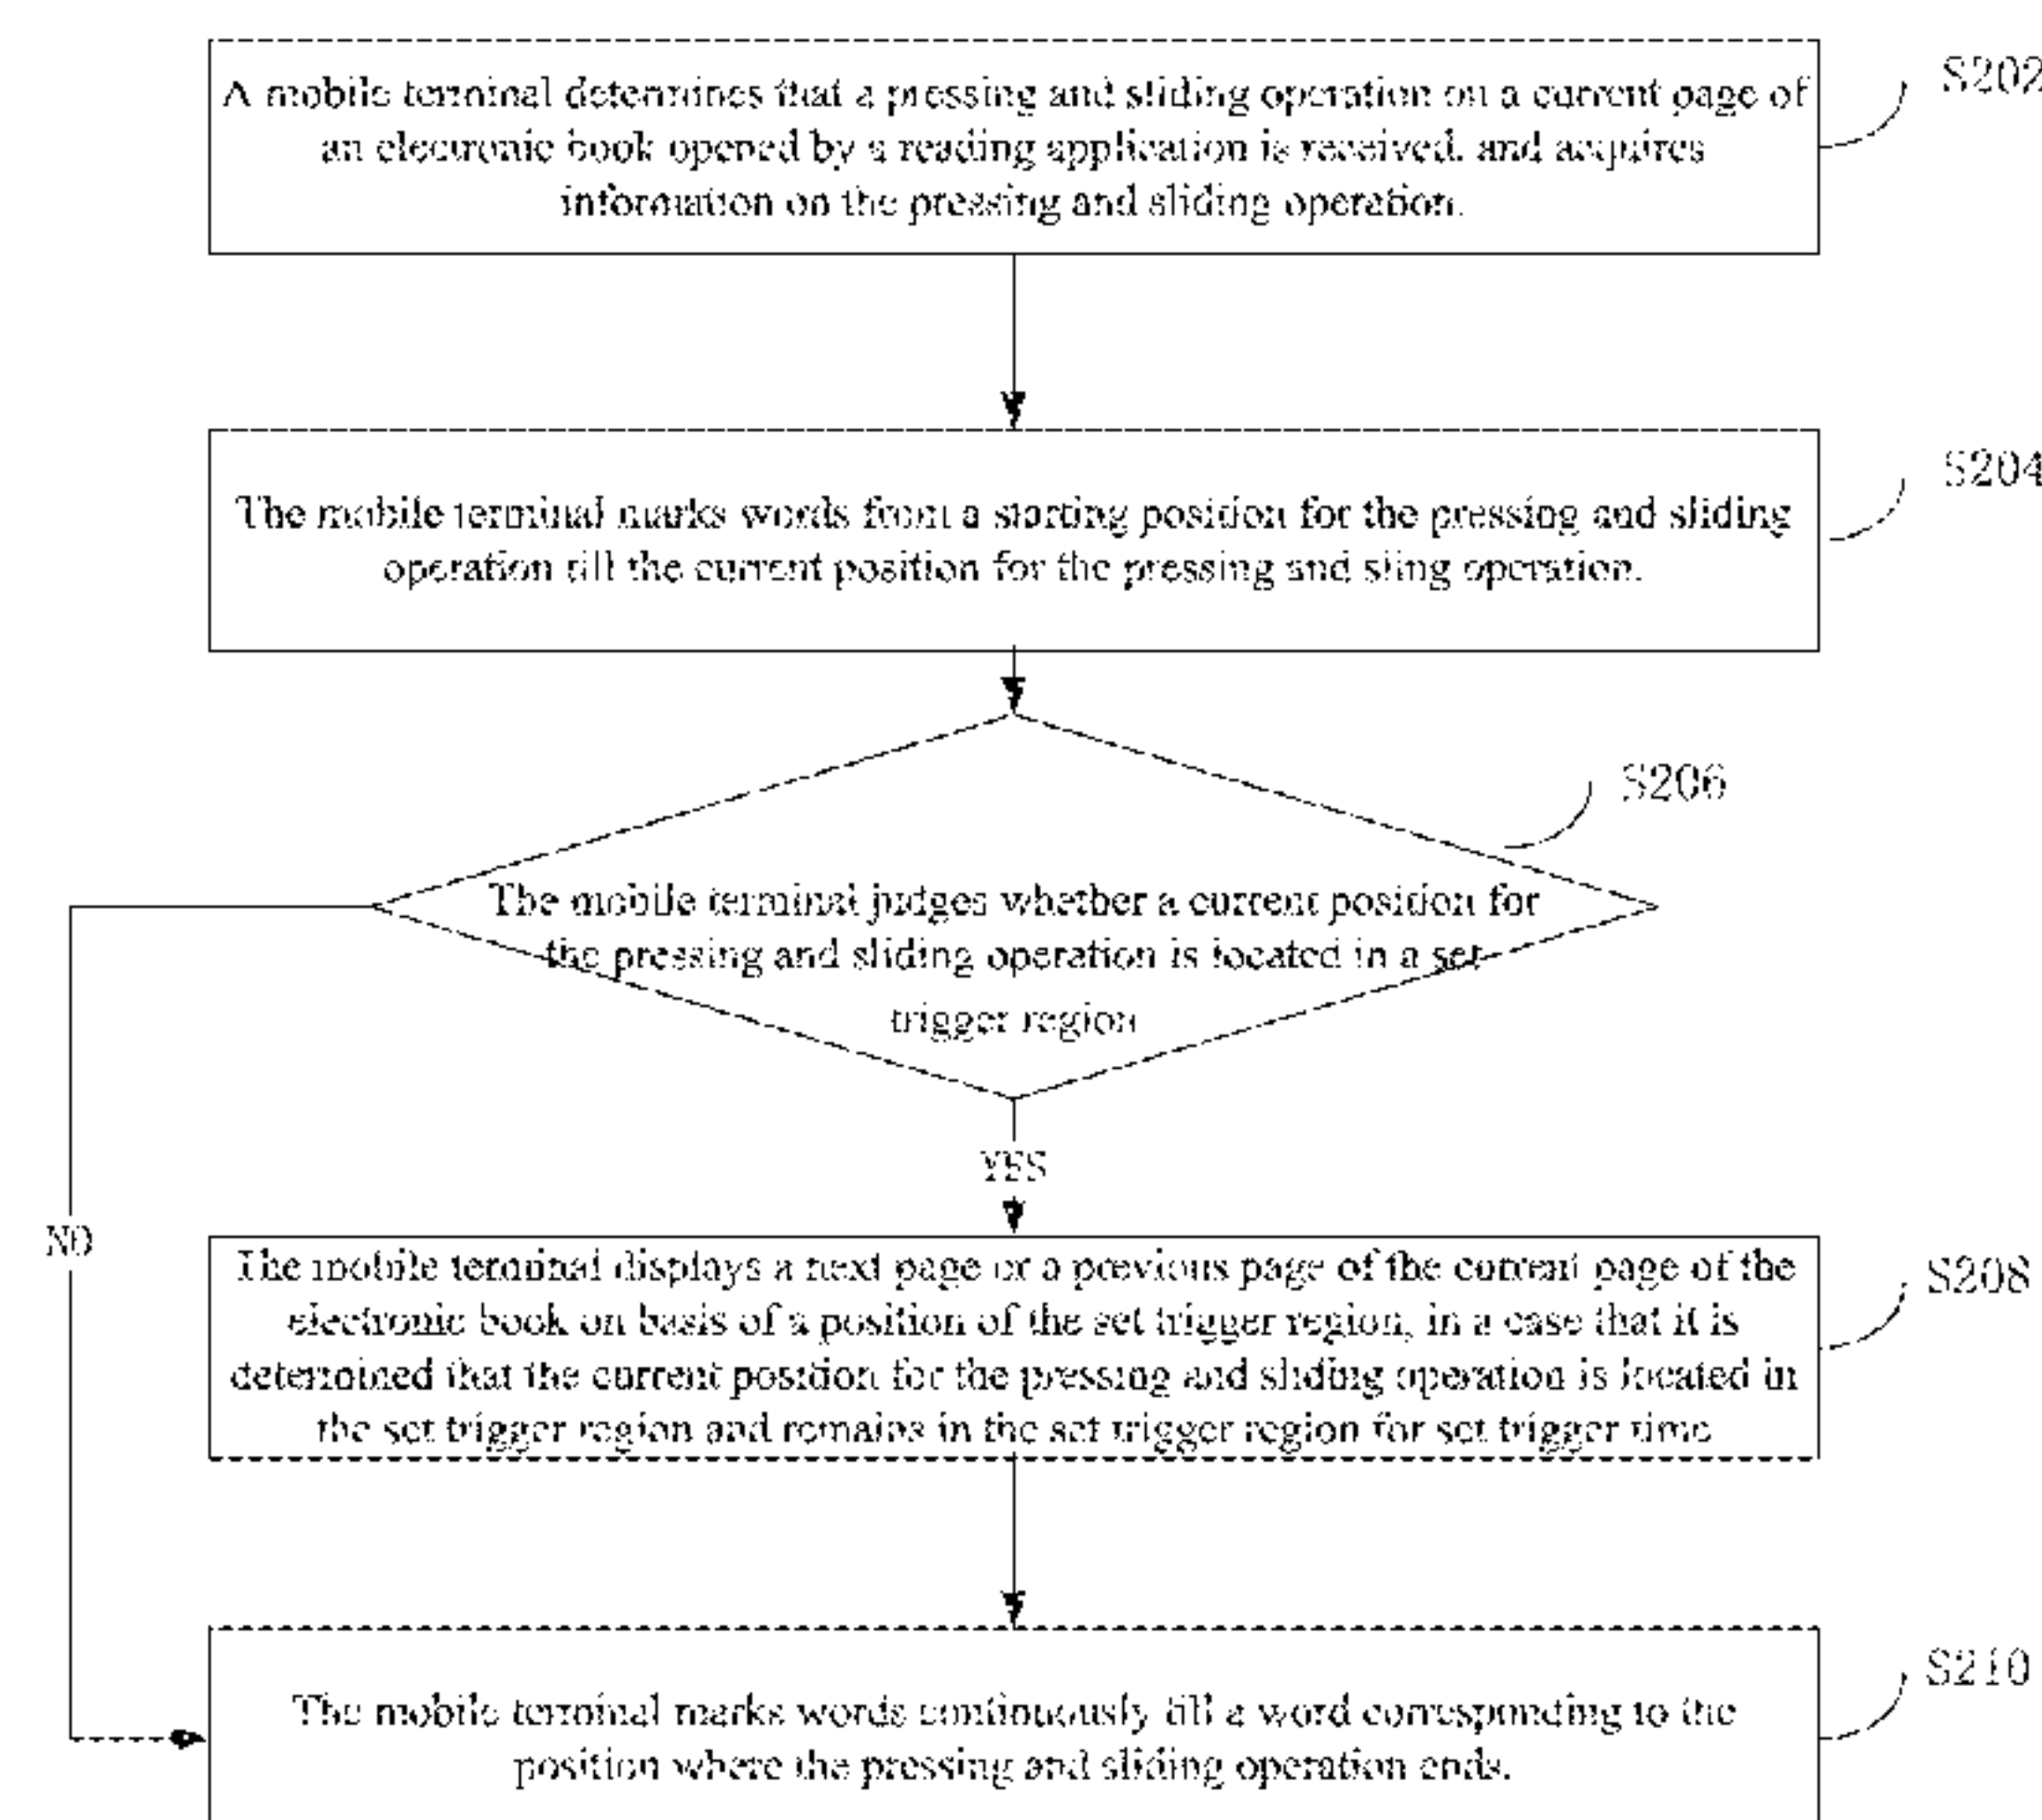 A mobile terminal determines that a pressing and sliding operation on a current page of
an electronic book opened by a reading application is received, and acquires
information on the pressing and sliding operation.
S202
The mobile terminal marks words from a starting position for the pressing and sliding
operation till the current position for the pressing and sling operation.
S204
S206
The mobile terminal judges whether a current position for
the pressing and sliding operation is located in a set
trigger region
YES
NO
The mobile terminal displays a next page or a previous page of the current page of the
electronic book on basis of a position of the set trigger region, in a case that it is
determined that the current position for the pressing and sliding operation is located in
the set trigger region and remains in the set trigger region for set trigger time
S208
The mobile terminal marks words continuously till a word corresponding to the
position where the pressing and sliding operation ends.
S210